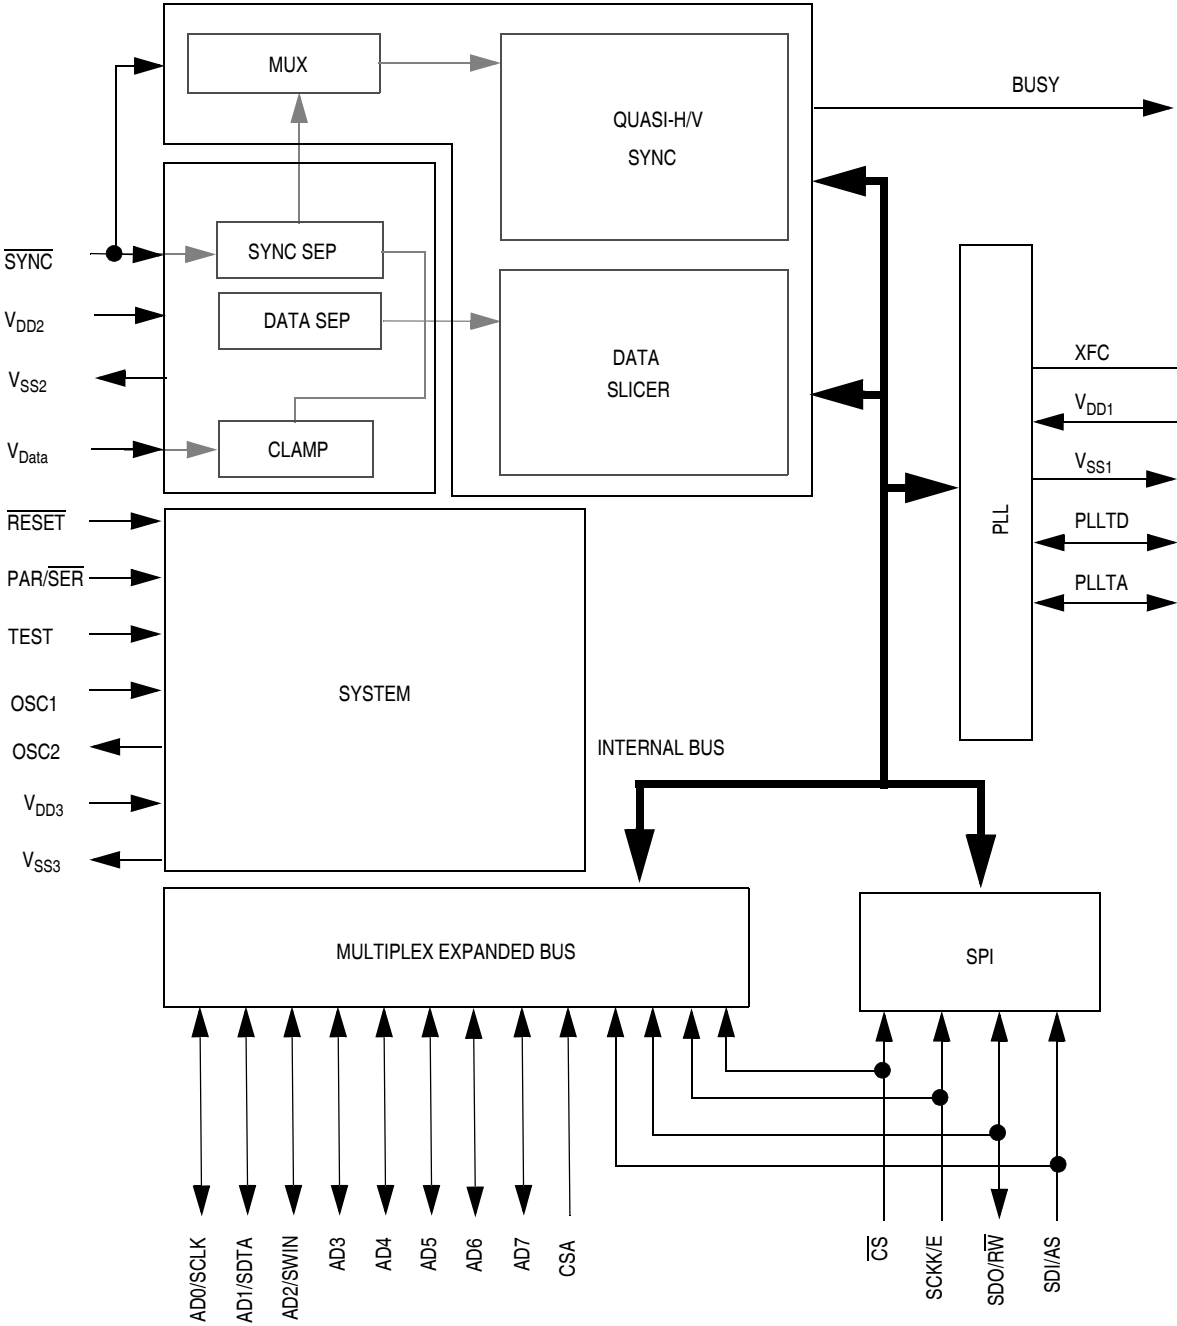 MUX
BUSY
QUASI-H/V
SYNC
SYNC
SYNC SEP
VDD2
DATA SEP
DATA
SLICER
VSS2
VData
CLAMP
XFC
VDD1
VSS1
PLLTD
PLLTA
PLL
RESET
PAR/SER
TEST
OSC1
OSC2
VDD3
VSS3
SYSTEM
INTERNAL BUS
MULTIPLEX EXPANDED BUS
SPI
AD0/SCLK
AD1/SDTA
AD2/SWIN
AD3
AD4
AD5
AD6
AD7
CSA
CS
SCKK/E
SDO/RW
SDI/AS